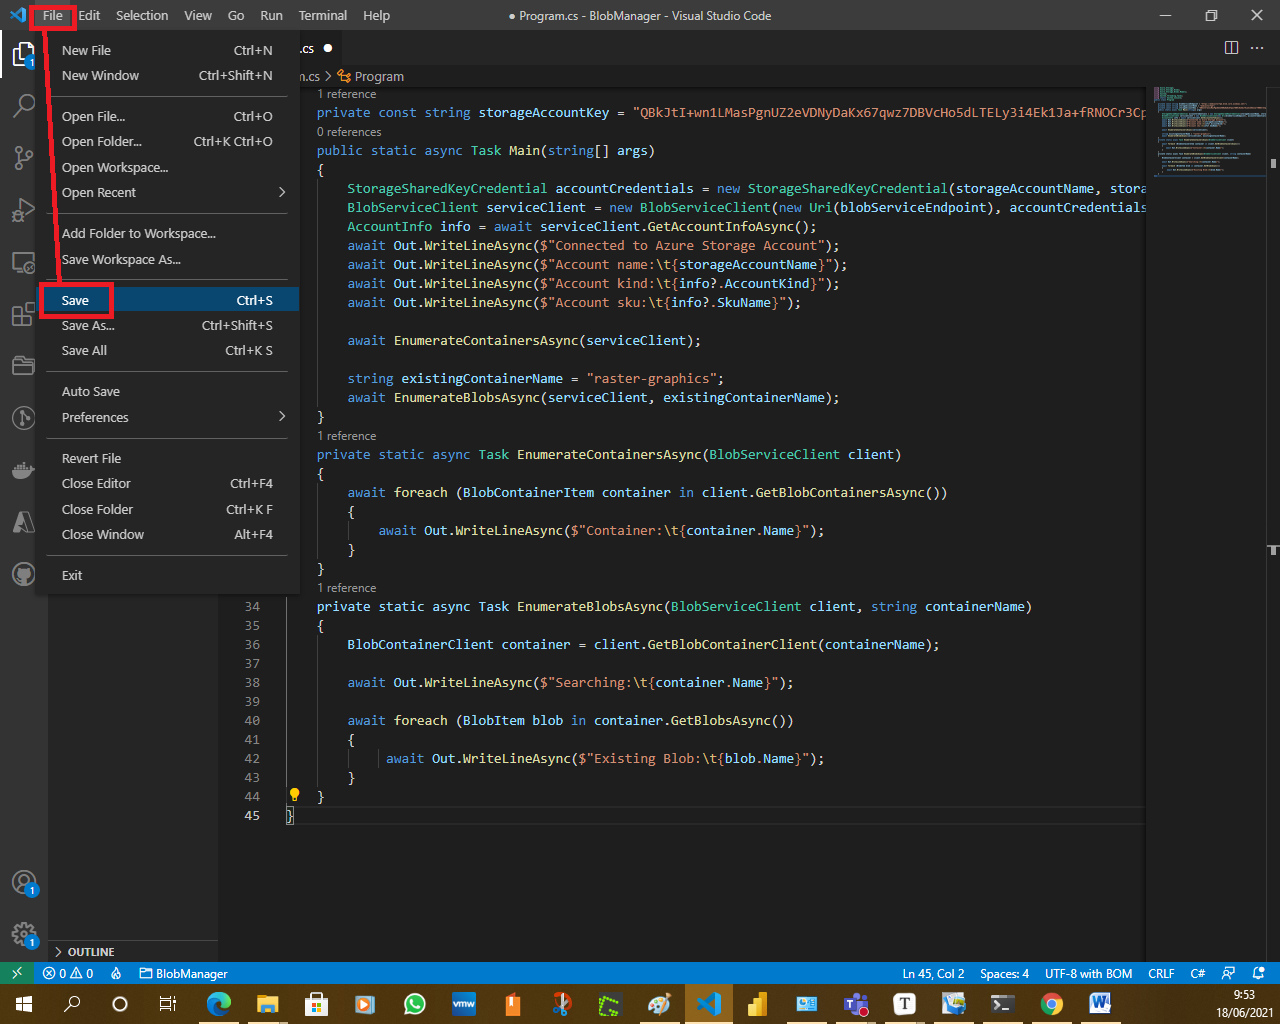 File Edit Selection View Go Run Terminal Help
● Program.cs - BlobManager - Visual Studio Code
New File Ctrl+N
New Window Ctrl+Shift+N
Open File... Ctrl+O
Open Folder... Ctrl+K Ctrl+O
Open Workspace...
Open Recent
Add Folder to Workspace...
Save Workspace As...
Save Ctrl+S
Save As... Ctrl+Shift+S
Save All Ctrl+K S
Auto Save
Preferences
Revert File
Close Editor Ctrl+F4
Close Folder Ctrl+K F
Close Window Alt+F4
Exit
.cs ●
m.cs > Program
1 reference
private const string storageAccountKey = "QBkJtI+wn1LMasPgnUZ2eVDNyDaKx67qwz7DBVcHo5dLTELy3i4Ek1Ja+fRNOCr3Cp
0 references
public static async Task Main(string[] args)
{
StorageSharedKeyCredential accountCredentials = new StorageSharedKeyCredential(storageAccountName, stora
BlobServiceClient serviceClient = new BlobServiceClient(new Uri(blobServiceEndpoint), accountCredentials
AccountInfo info = await serviceClient.GetAccountInfoAsync();
await Out.WriteLineAsync($"Connected to Azure Storage Account");
await Out.WriteLineAsync($"Account name:\t{storageAccountName}");
await Out.WriteLineAsync($"Account kind:\t{info?.AccountKind}");
await Out.WriteLineAsync($"Account sku:\t{info?.SkuName}");
await EnumerateContainersAsync(serviceClient);
string existingContainerName = "raster-graphics";
await EnumerateBlobsAsync(serviceClient, existingContainerName);
}
1 reference
private static async Task EnumerateContainersAsync(BlobServiceClient client)
{
await foreach (BlobContainerItem container in client.GetBlobContainersAsync())
{
await Out.WriteLineAsync($"Container:\t{container.Name}");
}
}
1 reference
34 private static async Task EnumerateBlobsAsync(BlobServiceClient client, string containerName)
35 {
36 BlobContainerClient container = client.GetBlobContainerClient(containerName);
37
38 await Out.WriteLineAsync($"Searching:\t{container.Name}");
39
40 await foreach (BlobItem blob in container.GetBlobsAsync())
41 {
42 await Out.WriteLineAsync($"Existing Blob:\t{blob.Name}");
43 }
44 }
45 }
1
1
1
OUTLINE
0 0 BlobManager
Ln 45, Col 2 Spaces: 4 UTF-8 with BOM CRLF C#
vmw
T
W
9:53
18/06/2021